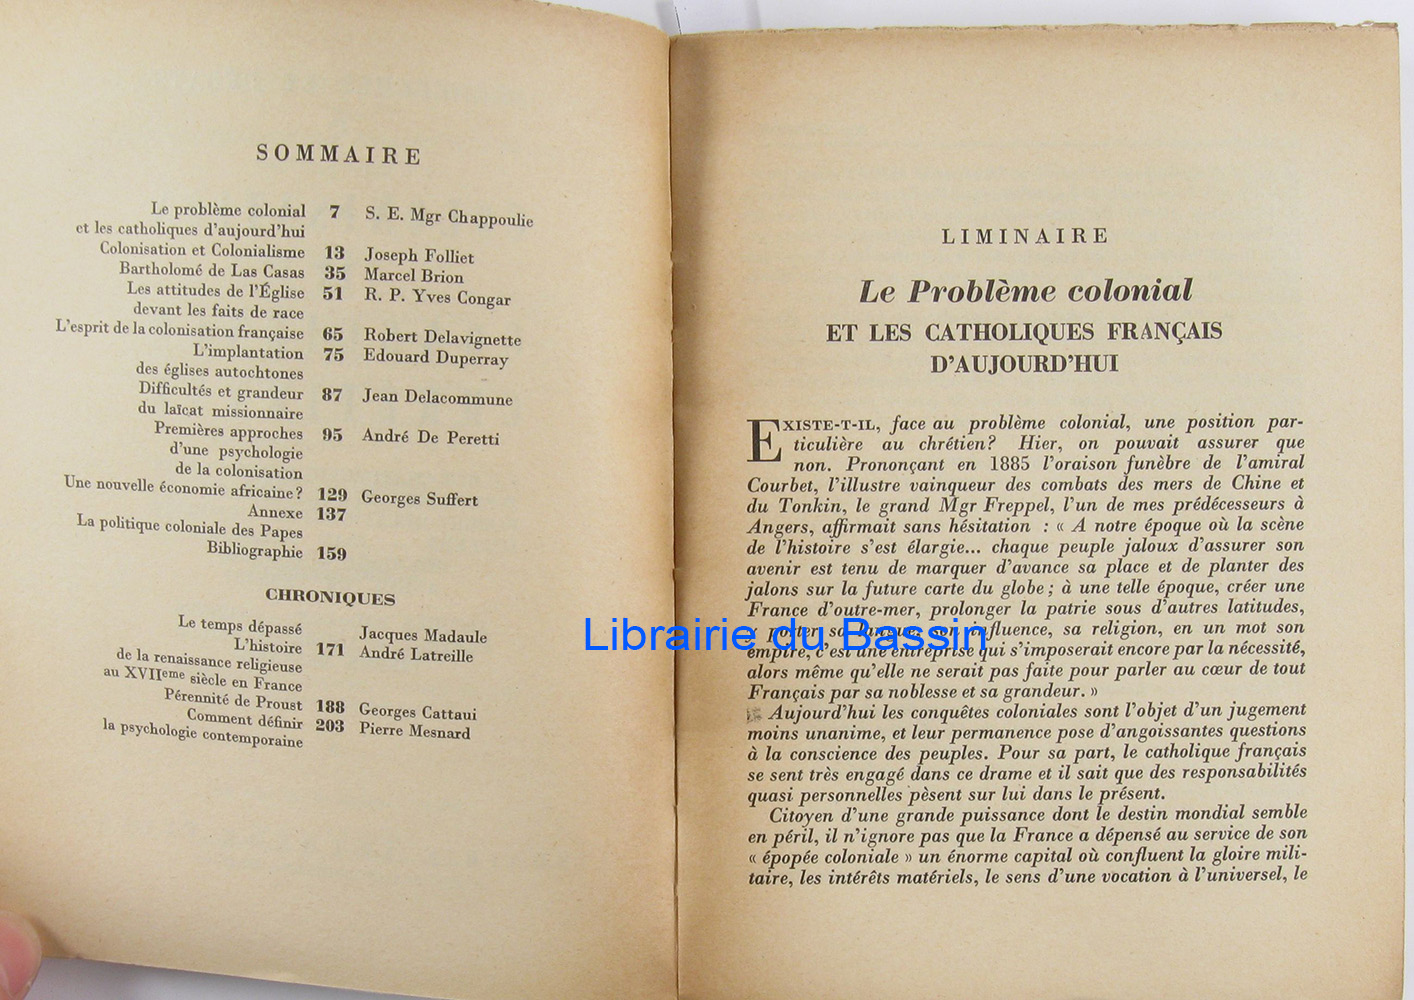 SOMMAIRE
Le problème colonial 7 S. E. Mgr Chappoulie
et les catholiques d'aujourd'hui
Colonisation et Colonialisme 13 Joseph Folliet
Bartholomé de Las Casas 35 Marcel Brion
Les attitudes de l'Église 51 R. P. Yves Congar
devant les faits de race
L'esprit de la colonisation française 65 Robert Delavignette
L'implantation 75 Edouard Duperray
des églises autochtones
Difficultés et grandeur 87 Jean Delacommune
du laïcat missionnaire
Premières approches 95 André De Peretti
d'une psychologie
de la colonisation
Une nouvelle économie africaine? 129 Georges Suffert
Annexe 137
La politique coloniale des Papes
Bibliographie 159
CHRONIQUES
Le temps dépassé Jacques Madaule
L'histoire 171 André Latreille
de la renaissance religieuse
au XVIIeme siècle en France
Pérennité de Proust 188 Georges Cattaui
Comment définir 203 Pierre Mesnard
la psychologie contemporaine
LIMINAIRE
Le Problème colonial
ET LES CATHOLIQUES FRANÇAIS
D'AUJOURD'HUI
EXISTE-T-IL, face au problème colonial, une position par-
ticulière au chrétien? Hier, on pouvait assurer que
non. Prononçant en 1885 l'oraison funèbre de l'amiral
Courbet, l'illustre vainqueur des combats des mers de Chine et
du Tonkin, le grand Mgr Freppel, l'un de mes prédécesseurs à
Angers, affirmait sans hésitation : « A notre époque où la scène
de l'histoire s'est élargie... chaque peuple jaloux d'assurer son
avenir est tenu de marquer d'avance sa place et de planter des
jalons sur la future carte du globe; à une telle époque, créer une
France d'outre-mer, prolonger la patrie sous d'autres latitudes,
y porter sa langue, son influence, sa religion, en un mot son
empire, c'est une entreprise qui s'imposerait encore par la nécessité,
alors même qu'elle ne serait pas faite pour parler au cœur de tout
Français par sa noblesse et sa grandeur. »
Aujourd'hui les conquêtes coloniales sont l'objet d'un jugement
moins unanime, et leur permanence pose d'angoissantes questions
à la conscience des peuples. Pour sa part, le catholique français
se sent très engagé dans ce drame et il sait que des responsabilités
quasi personnelles pèsent sur lui dans le présent.
Citoyen d'une grande puissance dont le destin mondial semble
en péril, il n'ignore pas que la France a dépensé au service de son
« épopée coloniale » un énorme capital où confluent la gloire mili-
taire, les intérêts matériels, le sens d'une vocation à l'universel, le
Librairie du Bassin